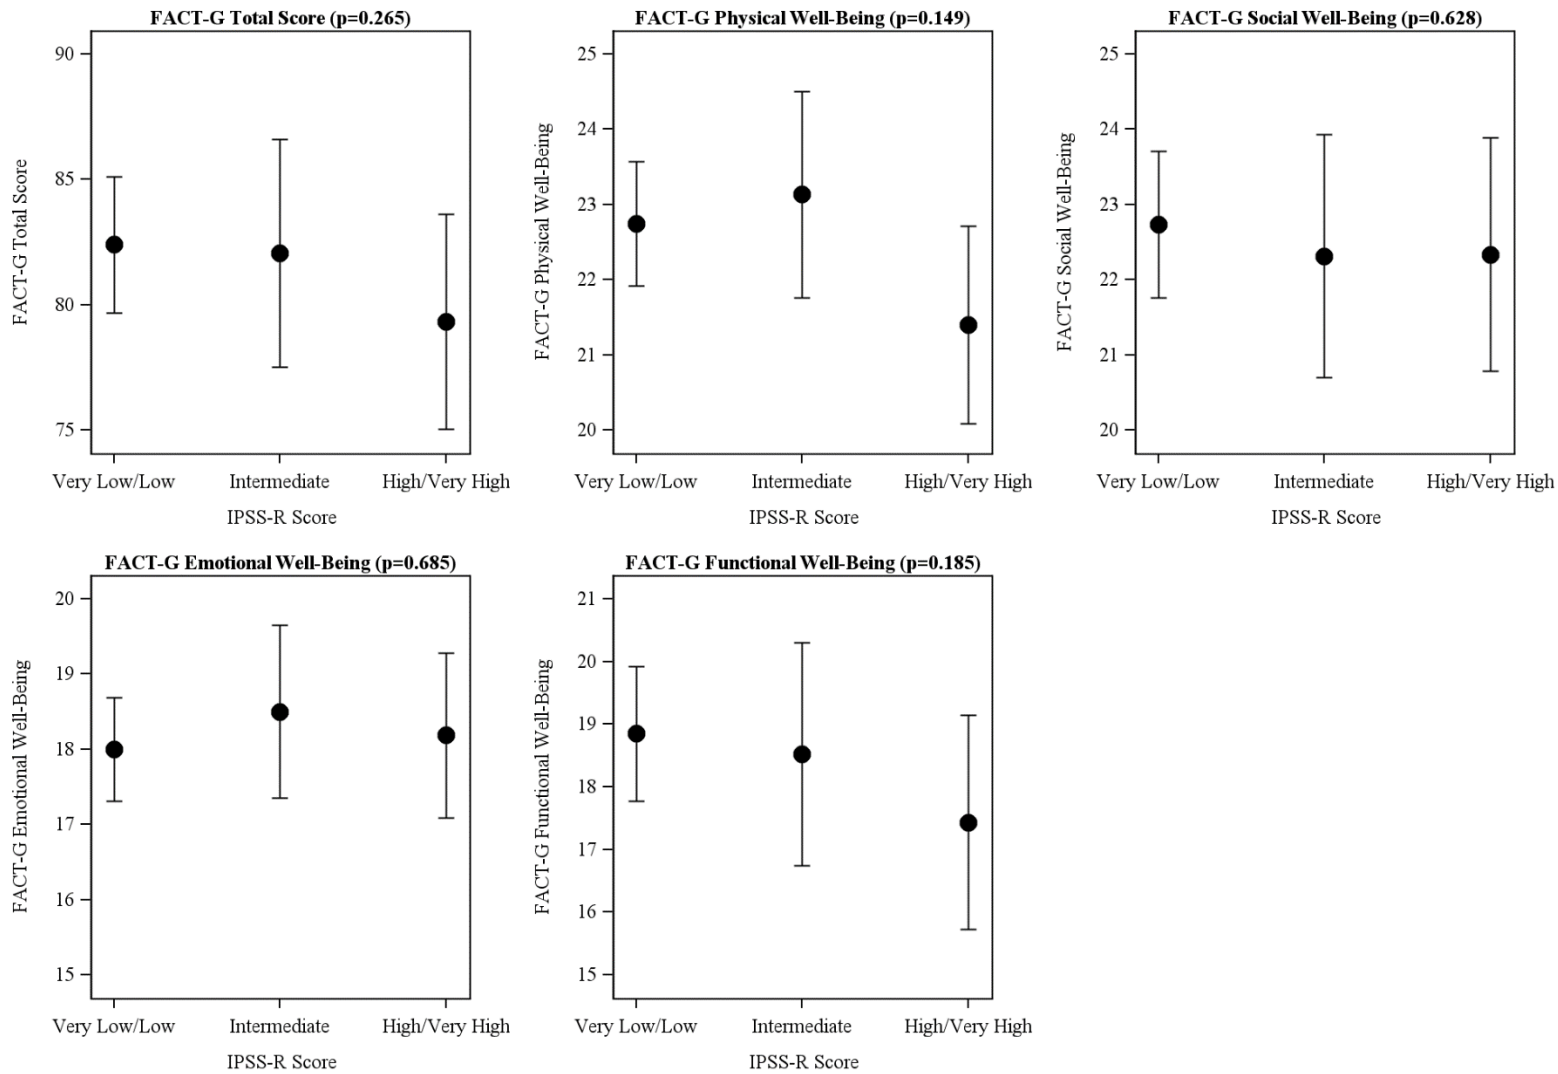 FACT-G Total Score (p=0.265)
FACT-G Total Score
90
85
80
75
Very Low/Low Intermediate High/Very High
IPSS-R Score
FACT-G Physical Well-Being (p=0.149)
FACT-G Physical Well-Being
25
24
23
22
21
20
Very Low/Low Intermediate High/Very High
IPSS-R Score
FACT-G Social Well-Being (p=0.628)
FACT-G Social Well-Being
25
24
23
22
21
20
Very Low/Low Intermediate High/Very High
IPSS-R Score
FACT-G Emotional Well-Being (p=0.685)
FACT-G Emotional Well-Being
20
19
18
17
16
15
Very Low/Low Intermediate High/Very High
IPSS-R Score
FACT-G Functional Well-Being (p=0.185)
FACT-G Functional Well-Being
21
20
19
18
17
16
15
Very Low/Low Intermediate High/Very High
IPSS-R Score